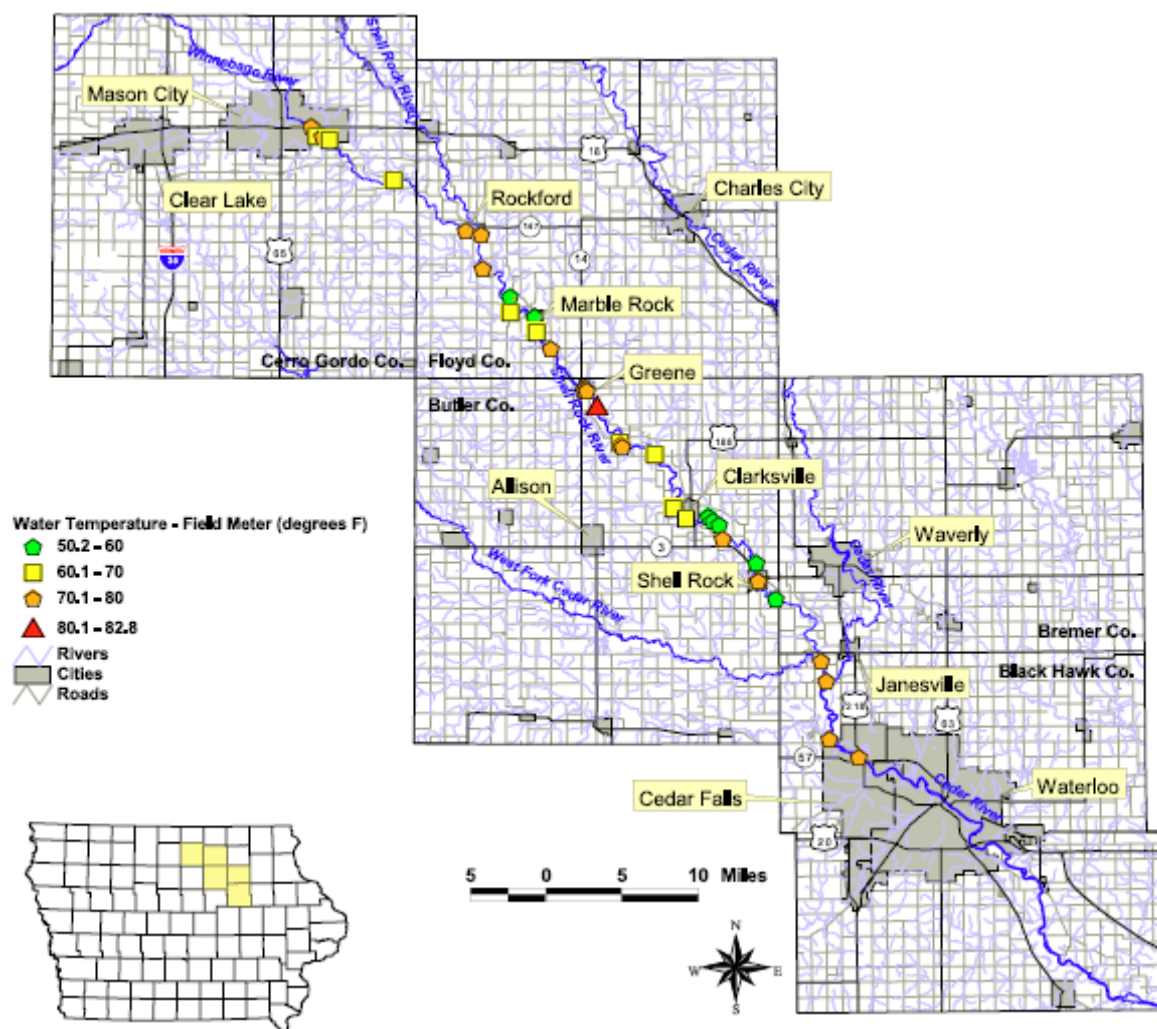 Winnebago River
Shell Rock River
Mason City
18
Charles City
Clear Lake
Rockford
147
65
14
Cedar River
Marble Rock
Cerro Gordo Co.
Floyd Co.
Greene
Butler Co.
Shell Rock River
188
Clarksville
Allison
Waverly
Cedar River
3
West Fork Cedar River
Shell Rock
Bremer Co.
Black Hawk Co.
Janesville
218
63
57
Cedar Falls
Cedar River
Waterloo
20
Water Temperature - Field Meter (degrees F)
50.2 - 60
60.1 - 70
70.1 - 80
80.1 - 82.8
Rivers
Cities
Roads
5 0 5 10 Miles
N
W E
S